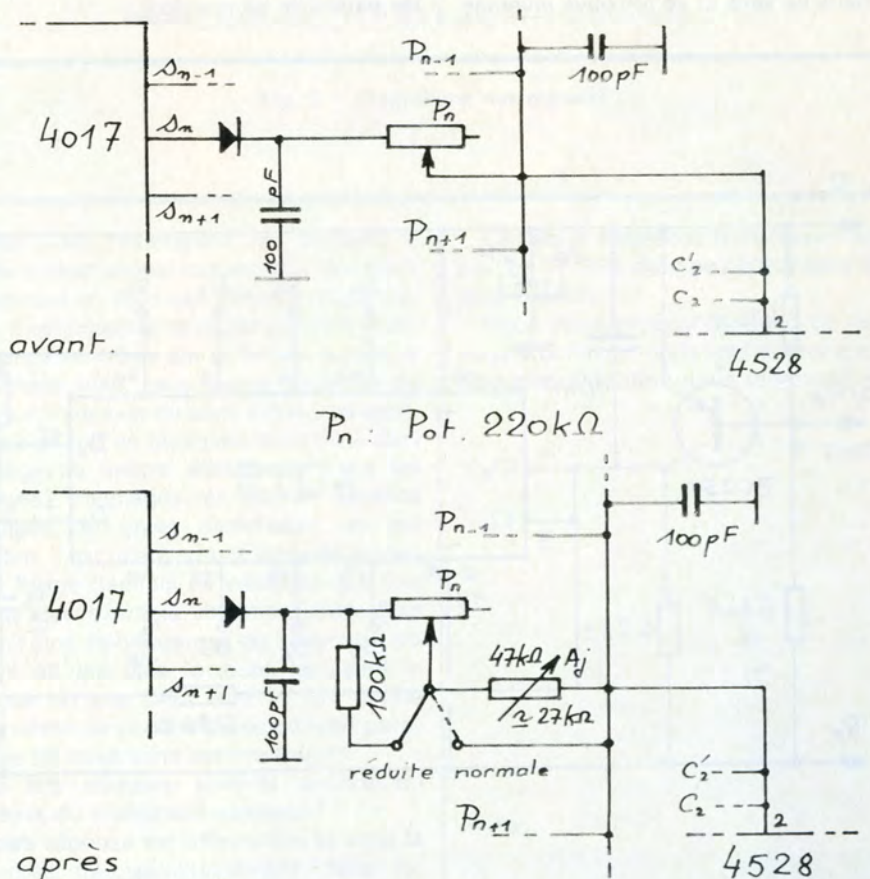 100pF
Pn-1
Sn-1
4017
Sn
Pn
100 pF
Sn+1
Pn+1
C'2
C2
2
4528
avant.
Pn : Pot 220kΩ
100pF
Pn-1
Sn-1
4017
Sn
Pn
100kΩ
100pF
47kΩ Aj
≃ 27kΩ
Sn+1
réduite normale
C'2
C2
2
Pn+1
4528
après